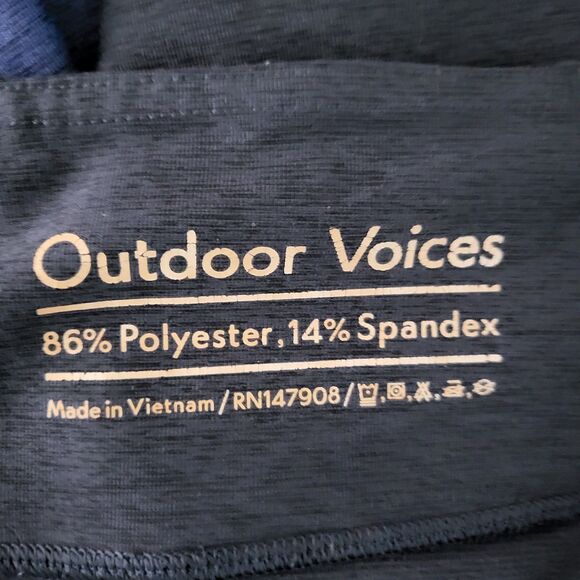 Outdoor Voices
86% Polyester, 14% Spandex
Made in Vietnam/RN147908/